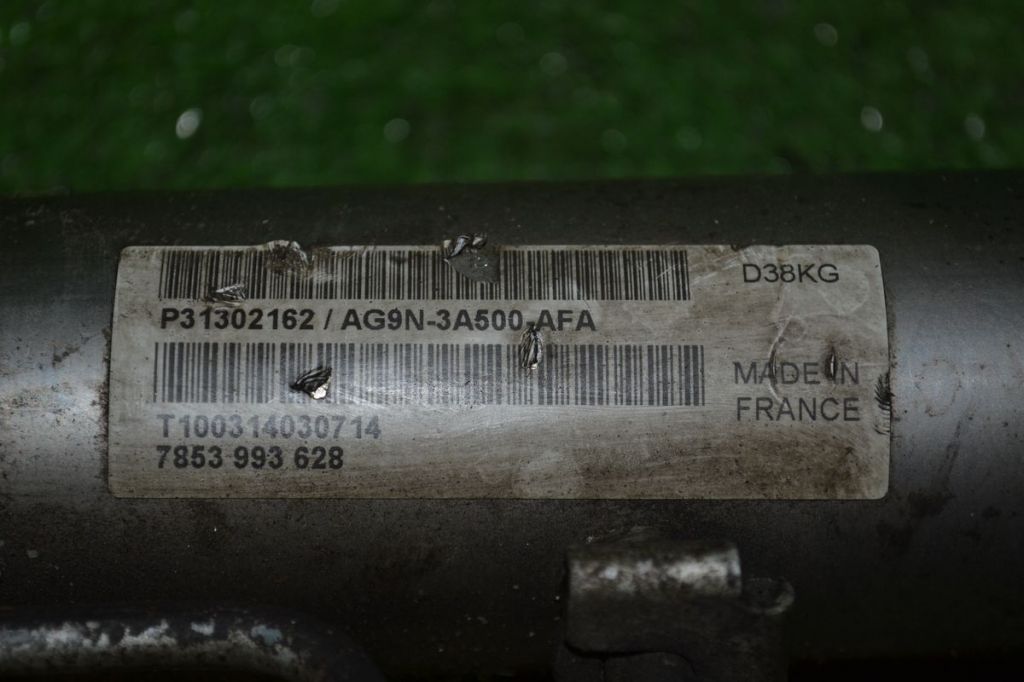 D38KG
P31302162 / AG9N-3A500-AFA
MADE IN
FRANCE
T100314030714
7853 993 628